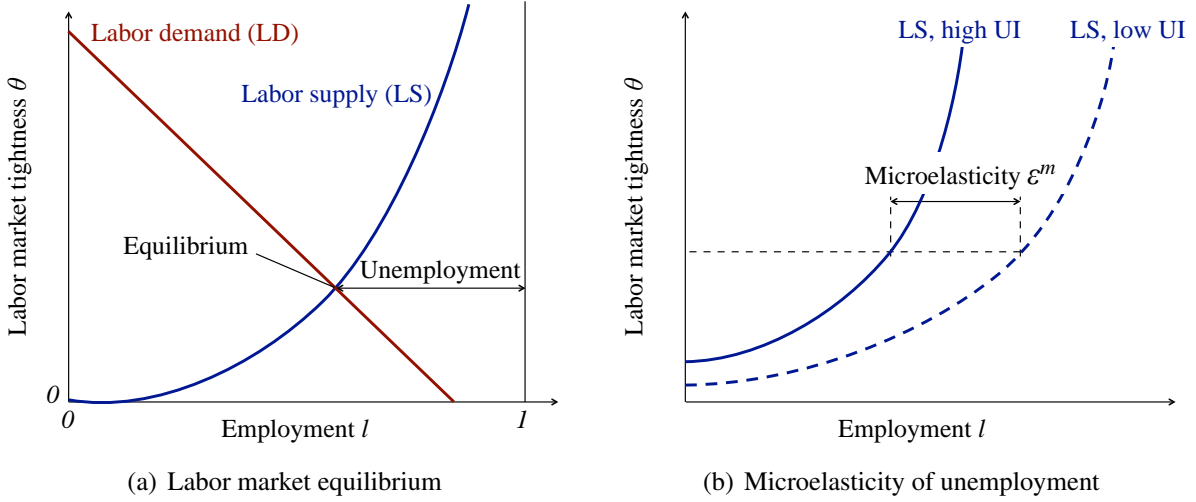 Labor demand (LD)
Labor supply (LS)
Equilibrium
Unemployment
Labor market tightness θ
0
0
1
Employment l
(a) Labor market equilibrium
LS, high UI
LS, low UI
Microelasticity εᵐ
Labor market tightness θ
Employment l
(b) Microelasticity of unemployment